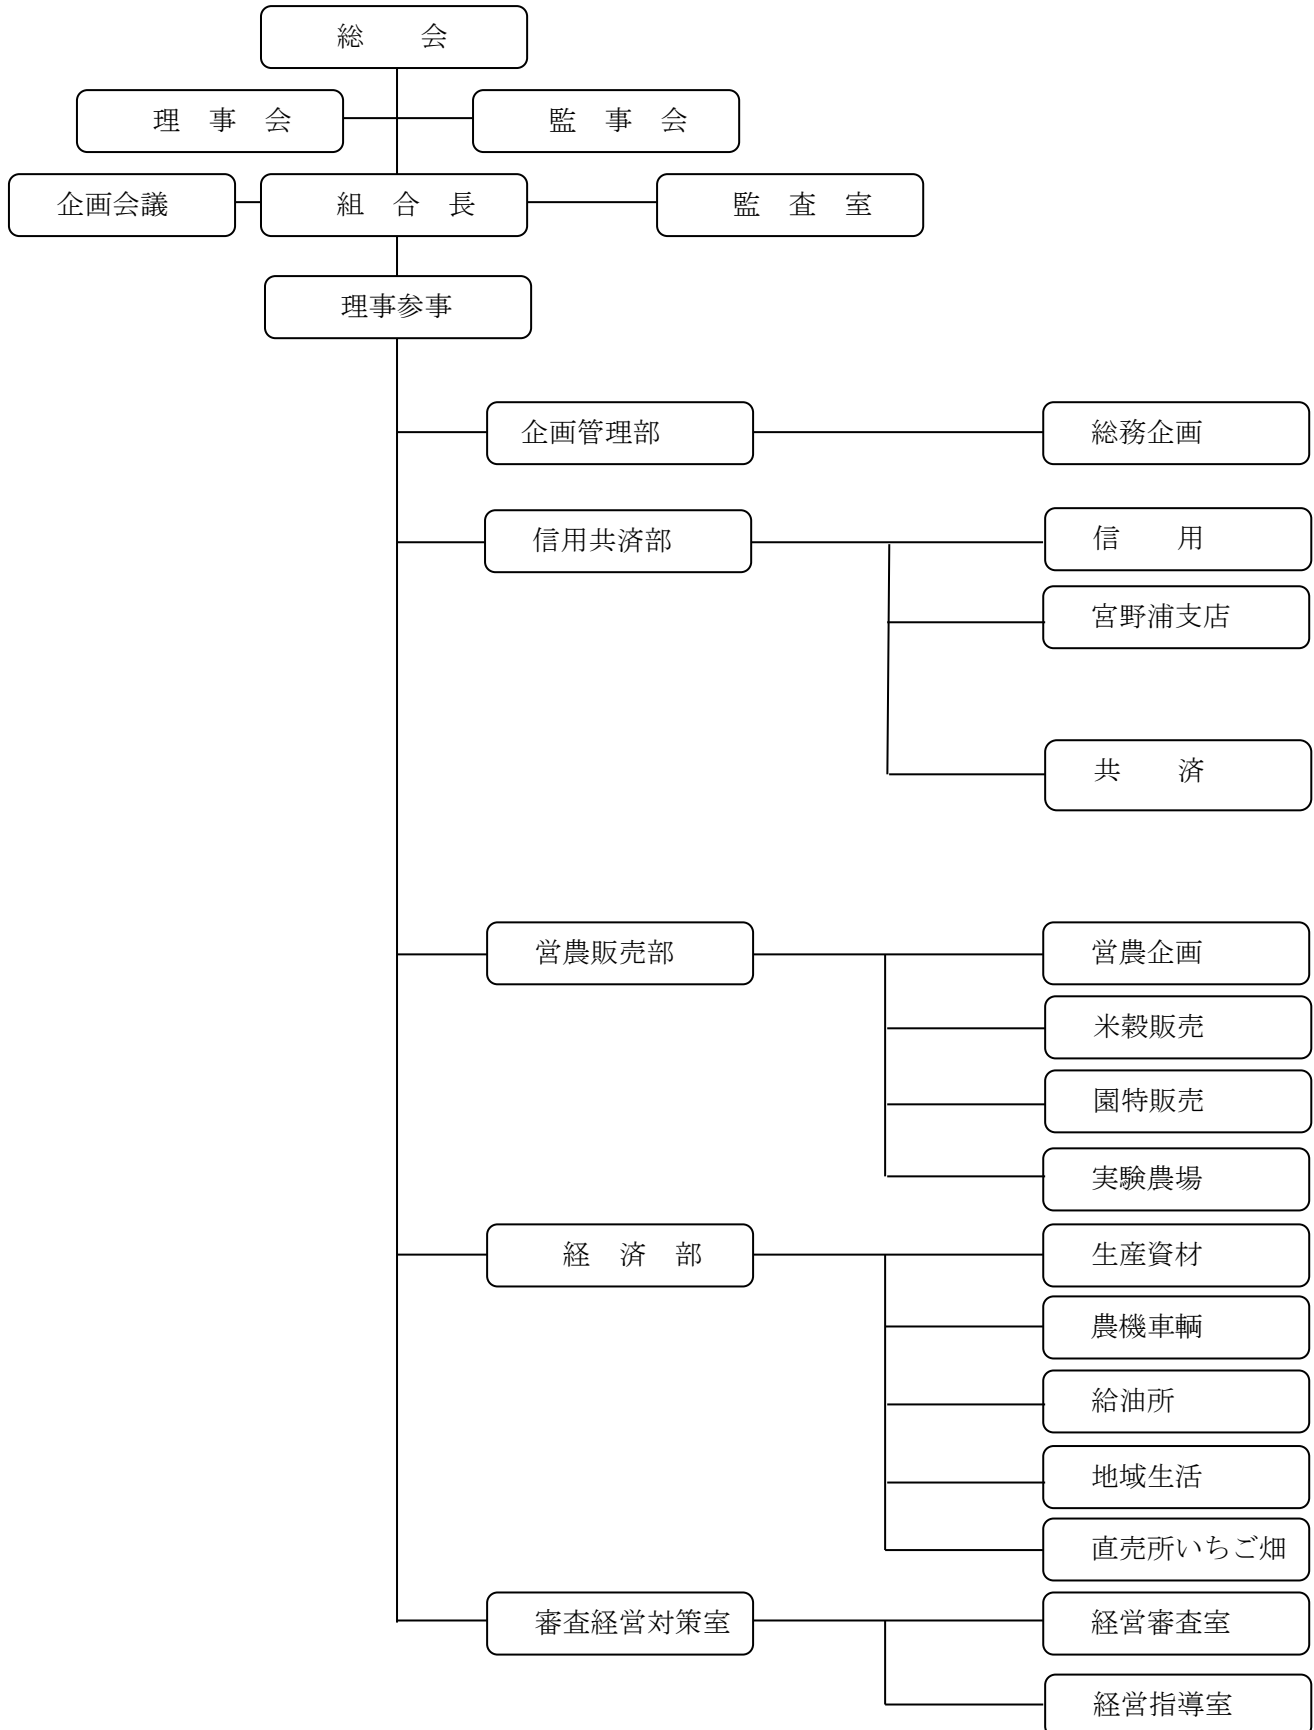 総　　会
理　事　会
監　事　会
企画会議
組　合　長
監　査　室
理事参事
企画管理部
総務企画
信用共済部
信　　用
宮野浦支店
共　　済
営農販売部
営農企画
米穀販売
園特販売
実験農場
経　済　部
生産資材
農機車輌
給油所
地域生活
直売所いちご畑
審査経営対策室
経営審査室
経営指導室